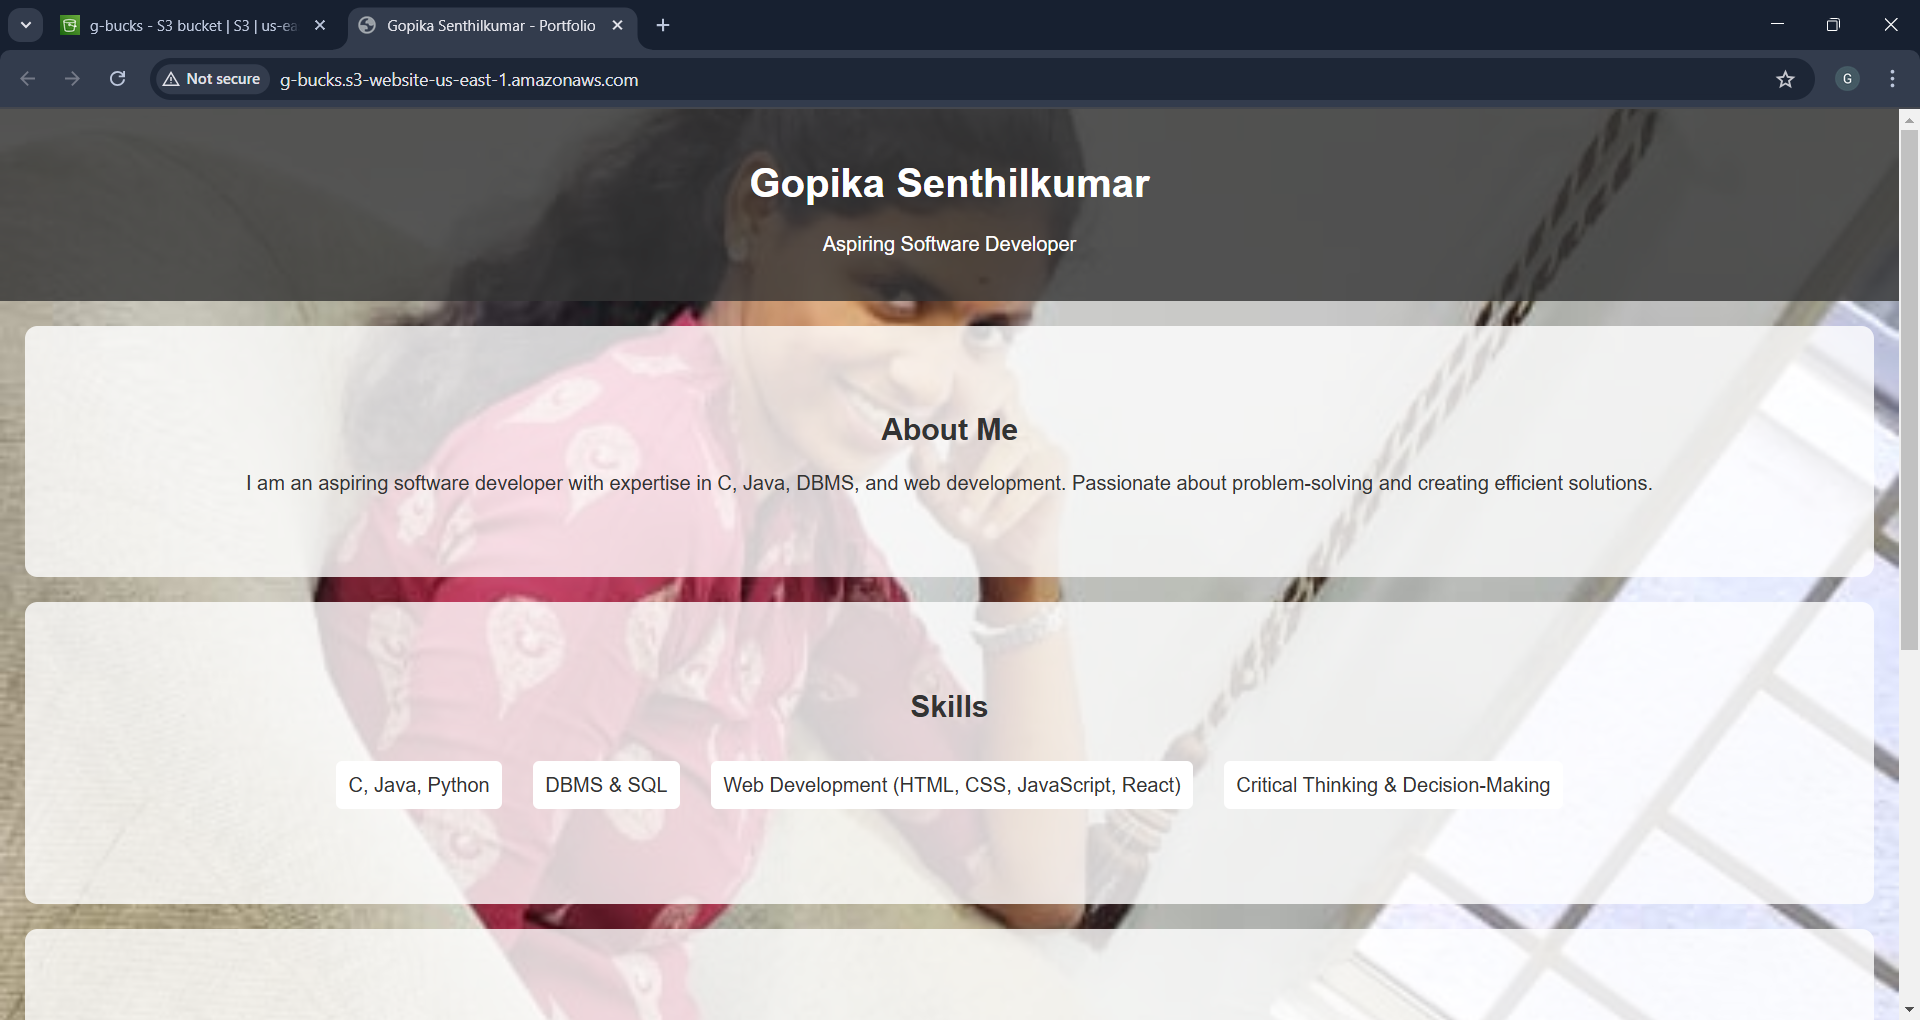 g-bucks - S3 bucket | S3 | us-ea
Gopika Senthilkumar - Portfolio
Not secure
g-bucks.s3-website-us-east-1.amazonaws.com
G
Gopika Senthilkumar
Aspiring Software Developer
About Me
I am an aspiring software developer with expertise in C, Java, DBMS, and web development. Passionate about problem-solving and creating efficient solutions.
Skills
C, Java, Python
DBMS & SQL
Web Development (HTML, CSS, JavaScript, React)
Critical Thinking & Decision-Making